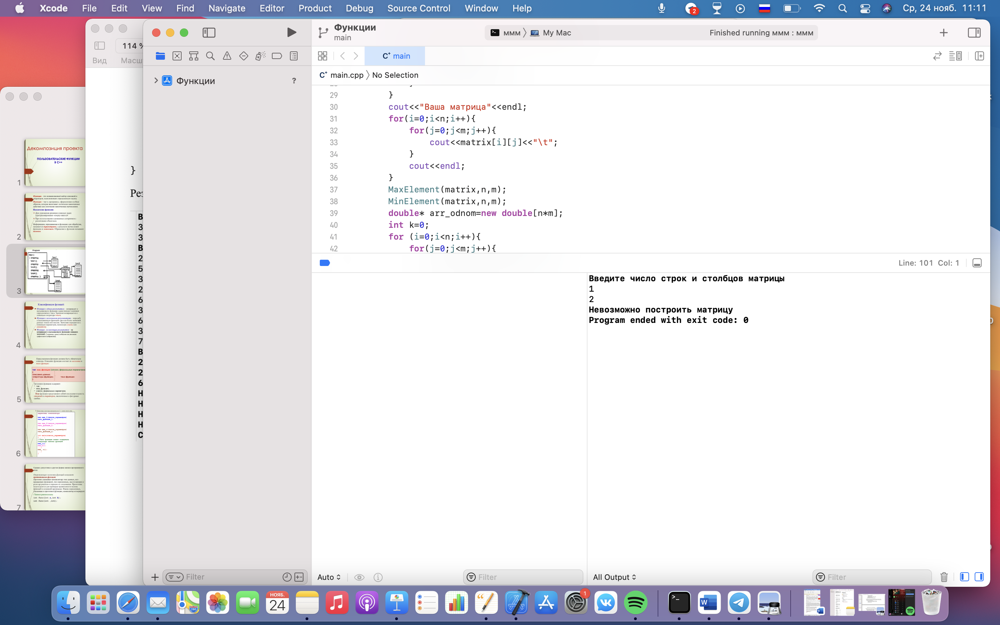 Xcode File Edit View Find Navigate Editor Product Debug Source Control Window Help
2
Ср, 24 нояб. 11:11
114 %
Вид
}
Функции
main
ммм
My Mac
Finished running ммм : ммм
main
main.cpp
No Selection
Функции
?
29 }
30 cout<<"Ваша матрица"<<endl;
31 for(i=0;i<n;i++){
32 for(j=0;j<m;j++){
33 cout<<matrix[i][j]<<"\t";
34 }
35 cout<<endl;
36 }
37 MaxElement(matrix,n,m);
38 MinElement(matrix,n,m);
39 double* arr_odnom=new double[n*m];
40 int k=0;
41 for (i=0;i<n;i++){
42 for(j=0;j<m;j++){
Line: 101 Col: 1
Введите число строк и столбцов матрицы
1
2
Невозможно построить матрицу
Program ended with exit code: 0
Filter
Auto
Filter
All Output
Filter
Декомпозиция проекта
ПОЛЬЗОВАТЕЛЬСКИЕ ФУНКЦИИ
В С++
1
2
3
4
5
6
7
В
3
3
В
2
5
3
2
6
3
6
3
7
В
2
2
6
Н
Н
Н
Н
С
НОЯБ.
24
280
1